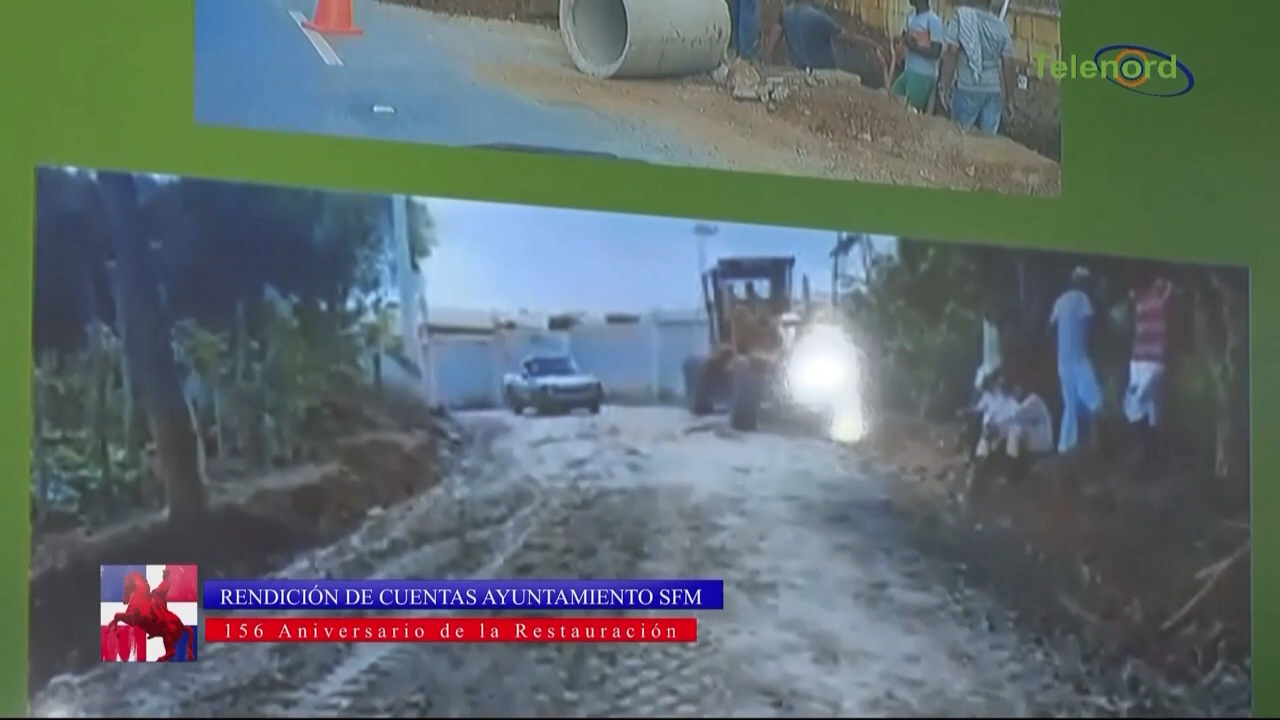 Telenord
RENDICIÓN DE CUENTAS AYUNTAMIENTO SFM
156 Aniversario de la Restauración